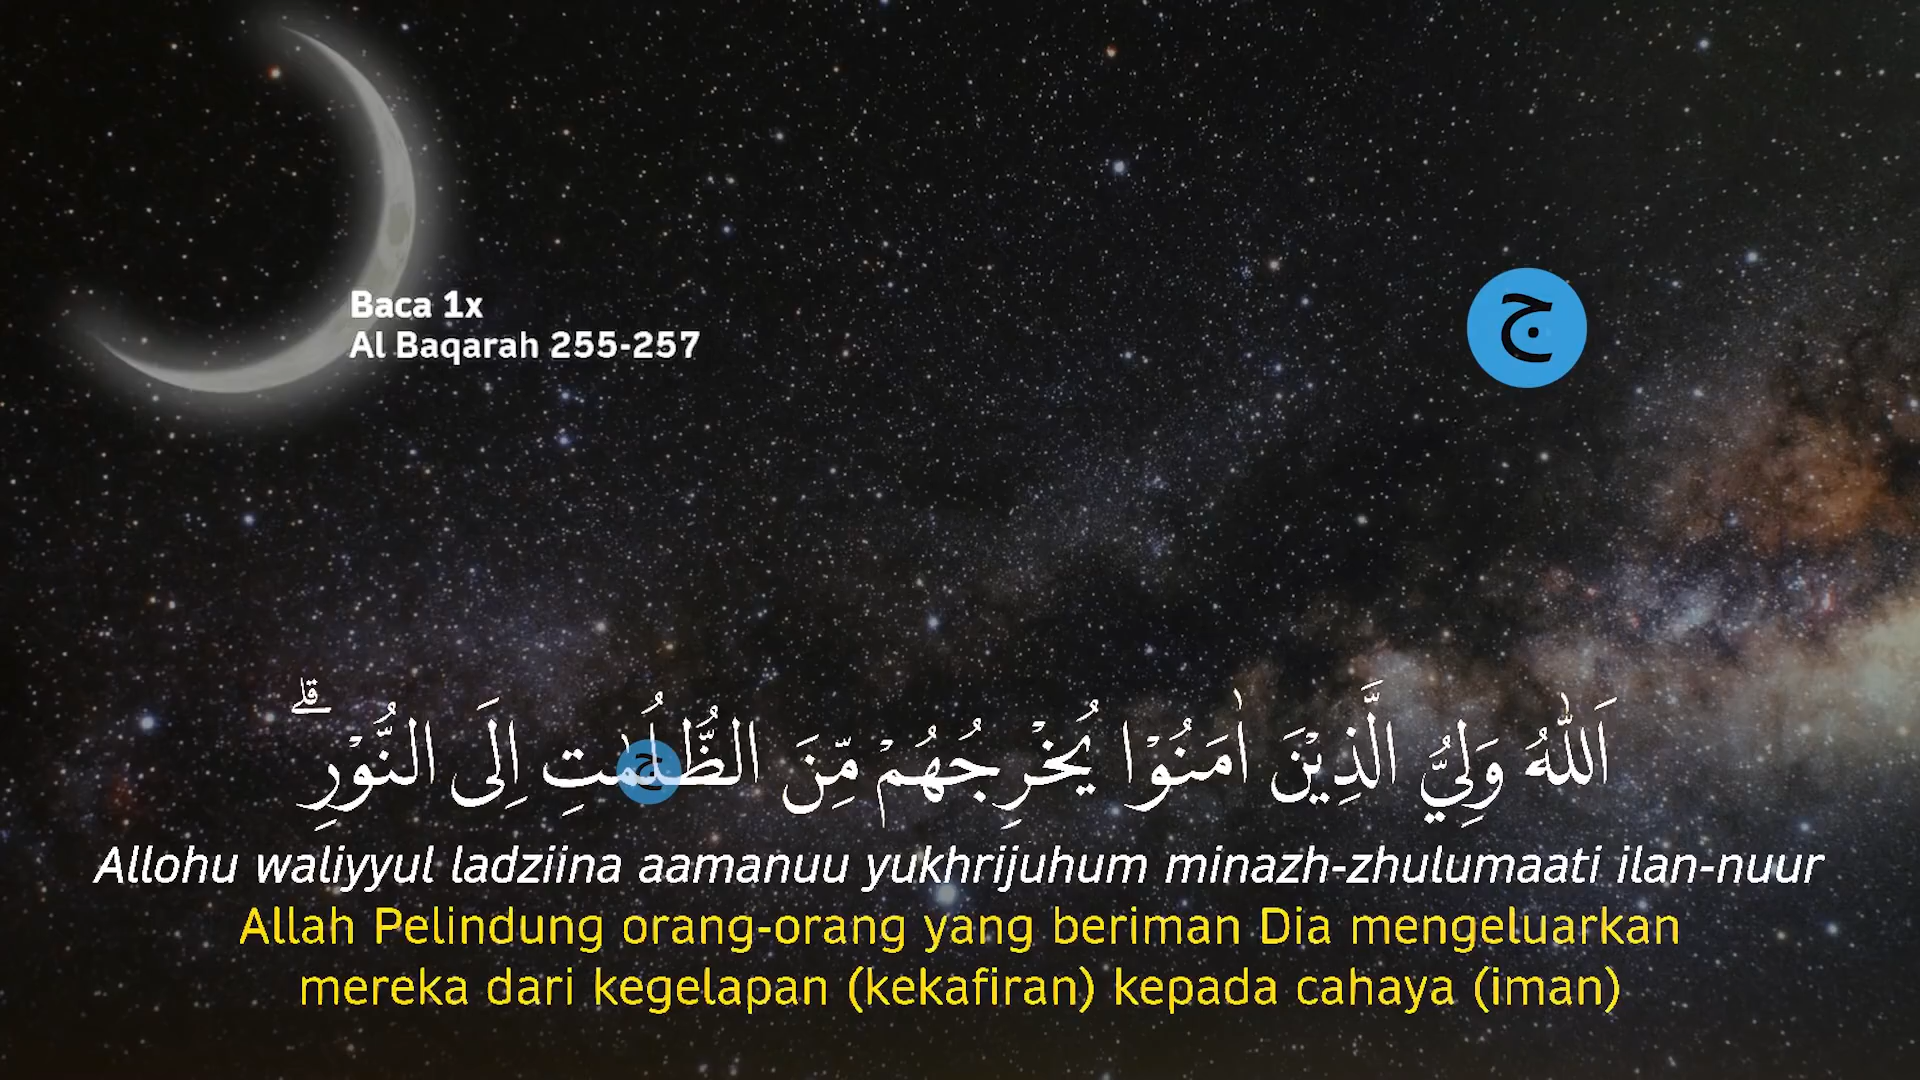 Baca 1x
Al Baqarah 255-257
ج
اَللّٰهُ وَلِيُّ الَّذِيْنَ اٰمَنُوْا يُخْرِجُهُمْ مِّنَ الظُّلُمٰتِ اِلَى النُّوْرِۗ
ج
Allohu waliyyul ladziina aamanuu yukhrijuhum minazh-zhulumaati ilan-nuur
Allah Pelindung orang-orang yang beriman Dia mengeluarkan
mereka dari kegelapan (kekafiran) kepada cahaya (iman)